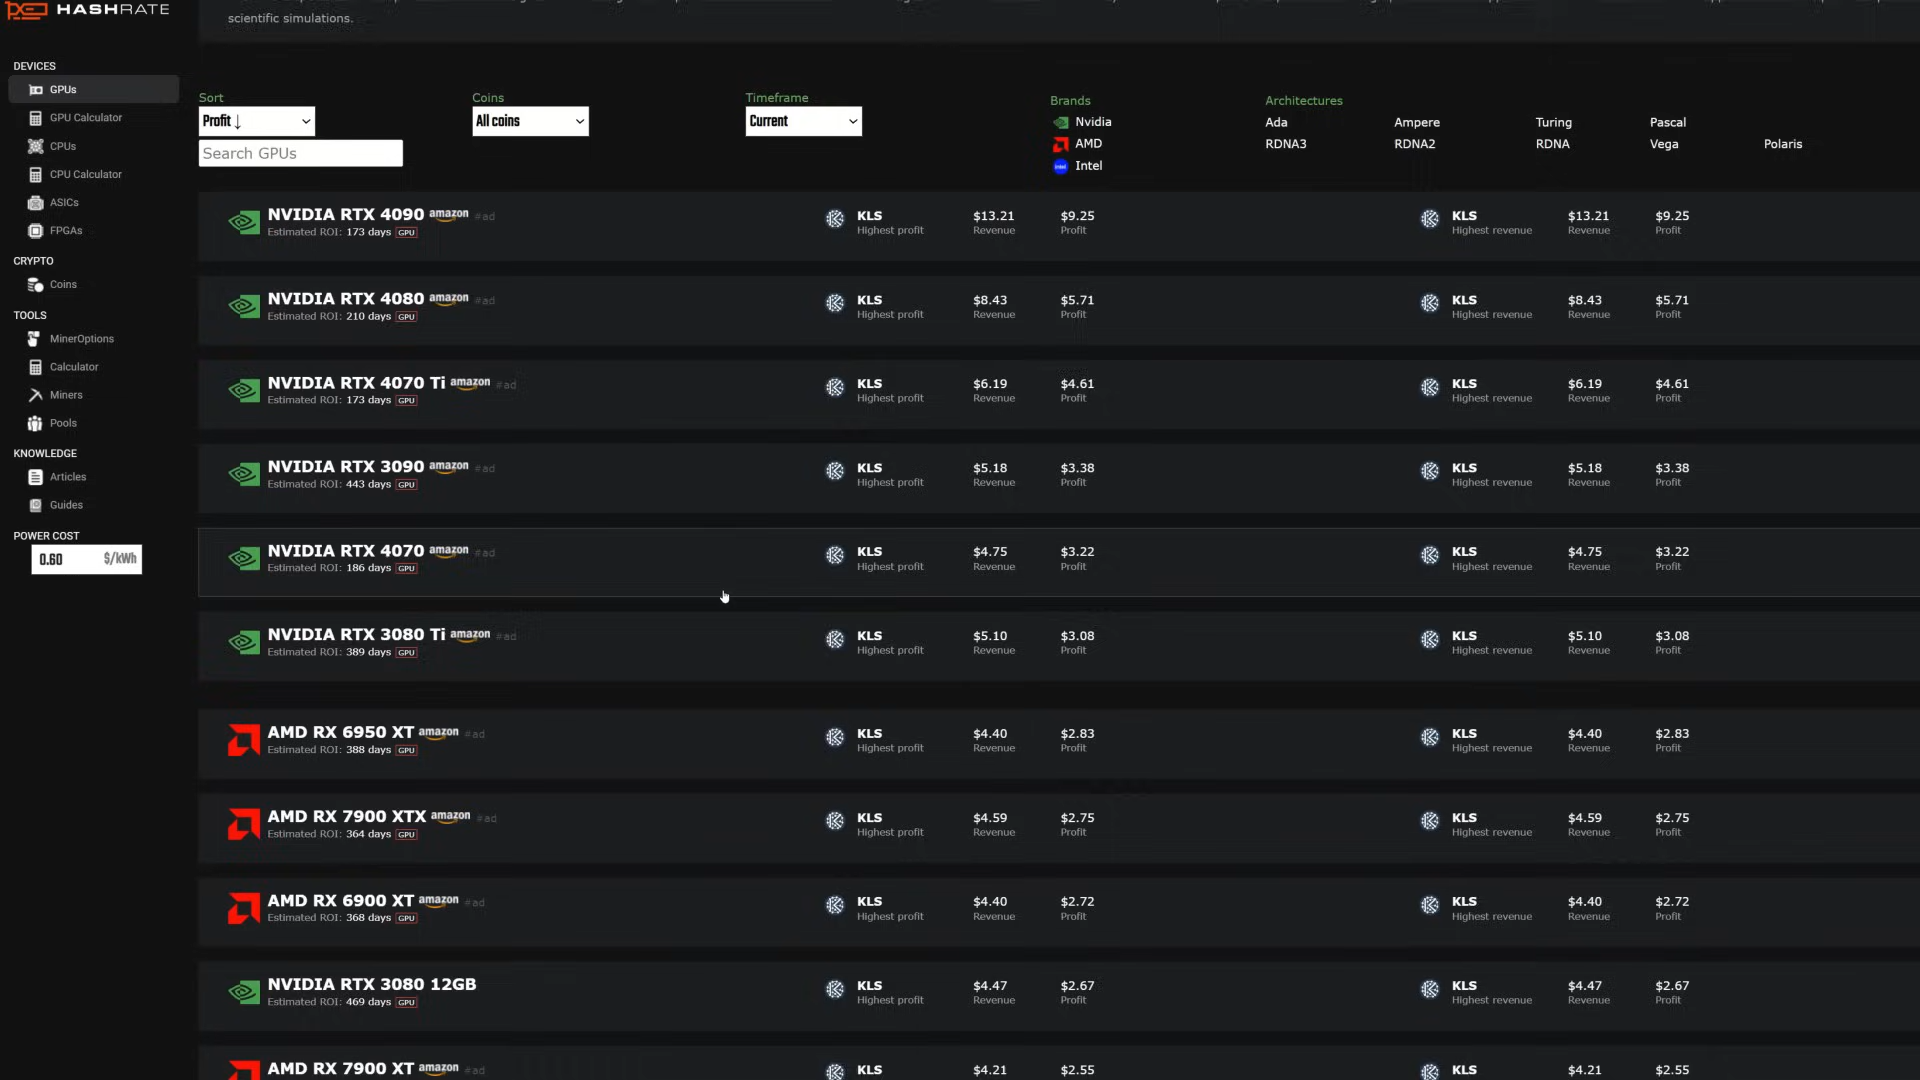 scientific simulations.
HASHRATE
DEVICES
GPUs
GPU Calculator
CPUs
CPU Calculator
ASICs
FPGAs
CRYPTO
Coins
TOOLS
MinerOptions
Calculator
Miners
Pools
KNOWLEDGE
Articles
Guides
POWER COST
0.60 $/kWh
Sort
Profit ↓
Search GPUs
Coins
All coins
Timeframe
Current
Brands
Nvidia
AMD
Intel
Architectures
Ada Ampere Turing Pascal
RDNA3 RDNA2 RDNA Vega Polaris
NVIDIA RTX 4090 amazon #ad KLS $13.21 $9.25 KLS $13.21 $9.25
Estimated ROI: 173 days GPU Highest profit Revenue Profit Highest revenue Revenue Profit
NVIDIA RTX 4080 amazon #ad KLS $8.43 $5.71 KLS $8.43 $5.71
Estimated ROI: 210 days GPU Highest profit Revenue Profit Highest revenue Revenue Profit
NVIDIA RTX 4070 Ti amazon #ad KLS $6.19 $4.61 KLS $6.19 $4.61
Estimated ROI: 173 days GPU Highest profit Revenue Profit Highest revenue Revenue Profit
NVIDIA RTX 3090 amazon #ad KLS $5.18 $3.38 KLS $5.18 $3.38
Estimated ROI: 443 days GPU Highest profit Revenue Profit Highest revenue Revenue Profit
NVIDIA RTX 4070 amazon #ad KLS $4.75 $3.22 KLS $4.75 $3.22
Estimated ROI: 186 days GPU Highest profit Revenue Profit Highest revenue Revenue Profit
NVIDIA RTX 3080 Ti amazon #ad KLS $5.10 $3.08 KLS $5.10 $3.08
Estimated ROI: 389 days GPU Highest profit Revenue Profit Highest revenue Revenue Profit
AMD RX 6950 XT amazon #ad KLS $4.40 $2.83 KLS $4.40 $2.83
Estimated ROI: 388 days GPU Highest profit Revenue Profit Highest revenue Revenue Profit
AMD RX 7900 XTX amazon #ad KLS $4.59 $2.75 KLS $4.59 $2.75
Estimated ROI: 364 days GPU Highest profit Revenue Profit Highest revenue Revenue Profit
AMD RX 6900 XT amazon #ad KLS $4.40 $2.72 KLS $4.40 $2.72
Estimated ROI: 368 days GPU Highest profit Revenue Profit Highest revenue Revenue Profit
NVIDIA RTX 3080 12GB KLS $4.47 $2.67 KLS $4.47 $2.67
Estimated ROI: 469 days GPU Highest profit Revenue Profit Highest revenue Revenue Profit
AMD RX 7900 XT amazon #ad KLS $4.21 $2.55 KLS $4.21 $2.55